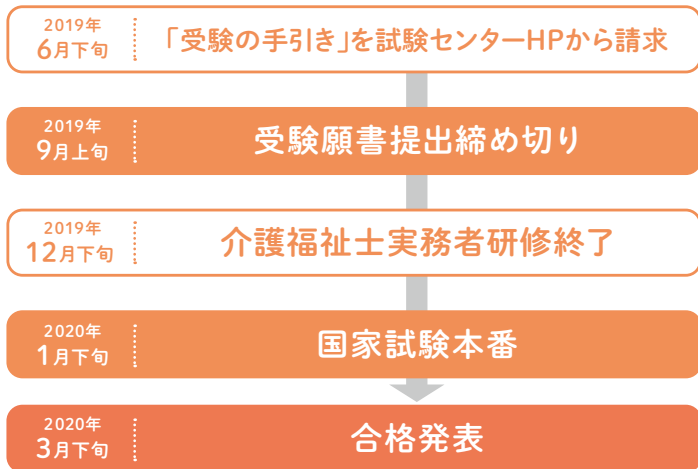 2019年
6月下旬
「受験の手引き」を試験センターHPから請求
2019年
9月上旬
受験願書提出締め切り
2019年
12月下旬
介護福祉士実務者研修終了
2020年
1月下旬
国家試験本番
2020年
3月下旬
合格発表